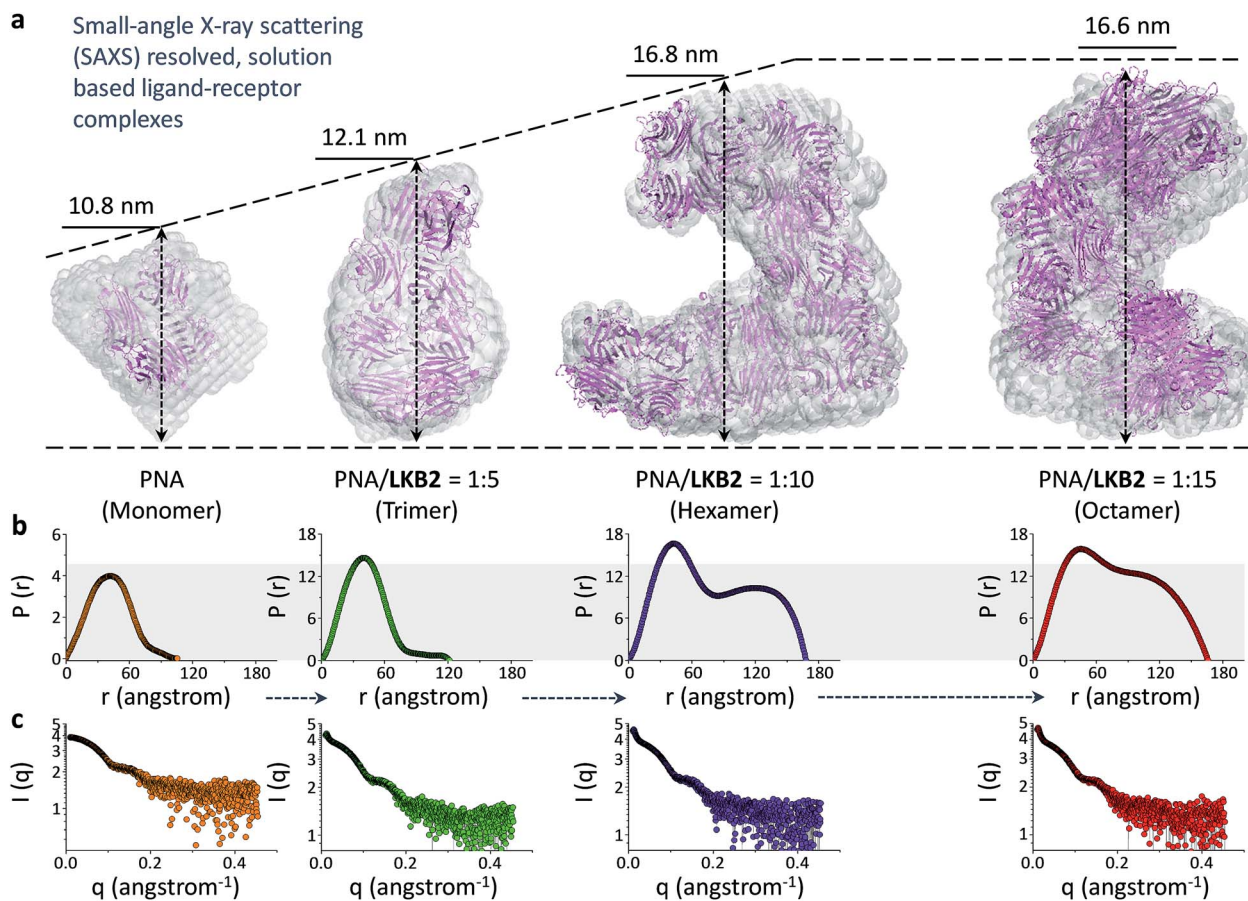 a
Small-angle X-ray scattering
(SAXS) resolved, solution
based ligand-receptor
complexes
10.8 nm
12.1 nm
16.8 nm
16.6 nm
PNA
(Monomer)
PNA/LKB2 = 1:5
(Trimer)
PNA/LKB2 = 1:10
(Hexamer)
PNA/LKB2 = 1:15
(Octamer)
b
P (r)
6
4
2
0
0 60 120 180
r (angstrom)
P (r)
18
12
6
0
0 60 120 180
r (angstrom)
P (r)
18
12
6
0
0 60 120 180
r (angstrom)
P (r)
18
12
6
0
0 60 120 180
r (angstrom)
c
I (q)
5
4
3
2
1
0.0 0.2 0.4
q (angstrom⁻¹)
I (q)
5
4
3
2
1
0.0 0.2 0.4
q (angstrom⁻¹)
I (q)
5
4
3
2
1
0.0 0.2 0.4
q (angstrom⁻¹)
I (q)
5
4
3
2
1
0.0 0.2 0.4
q (angstrom⁻¹)